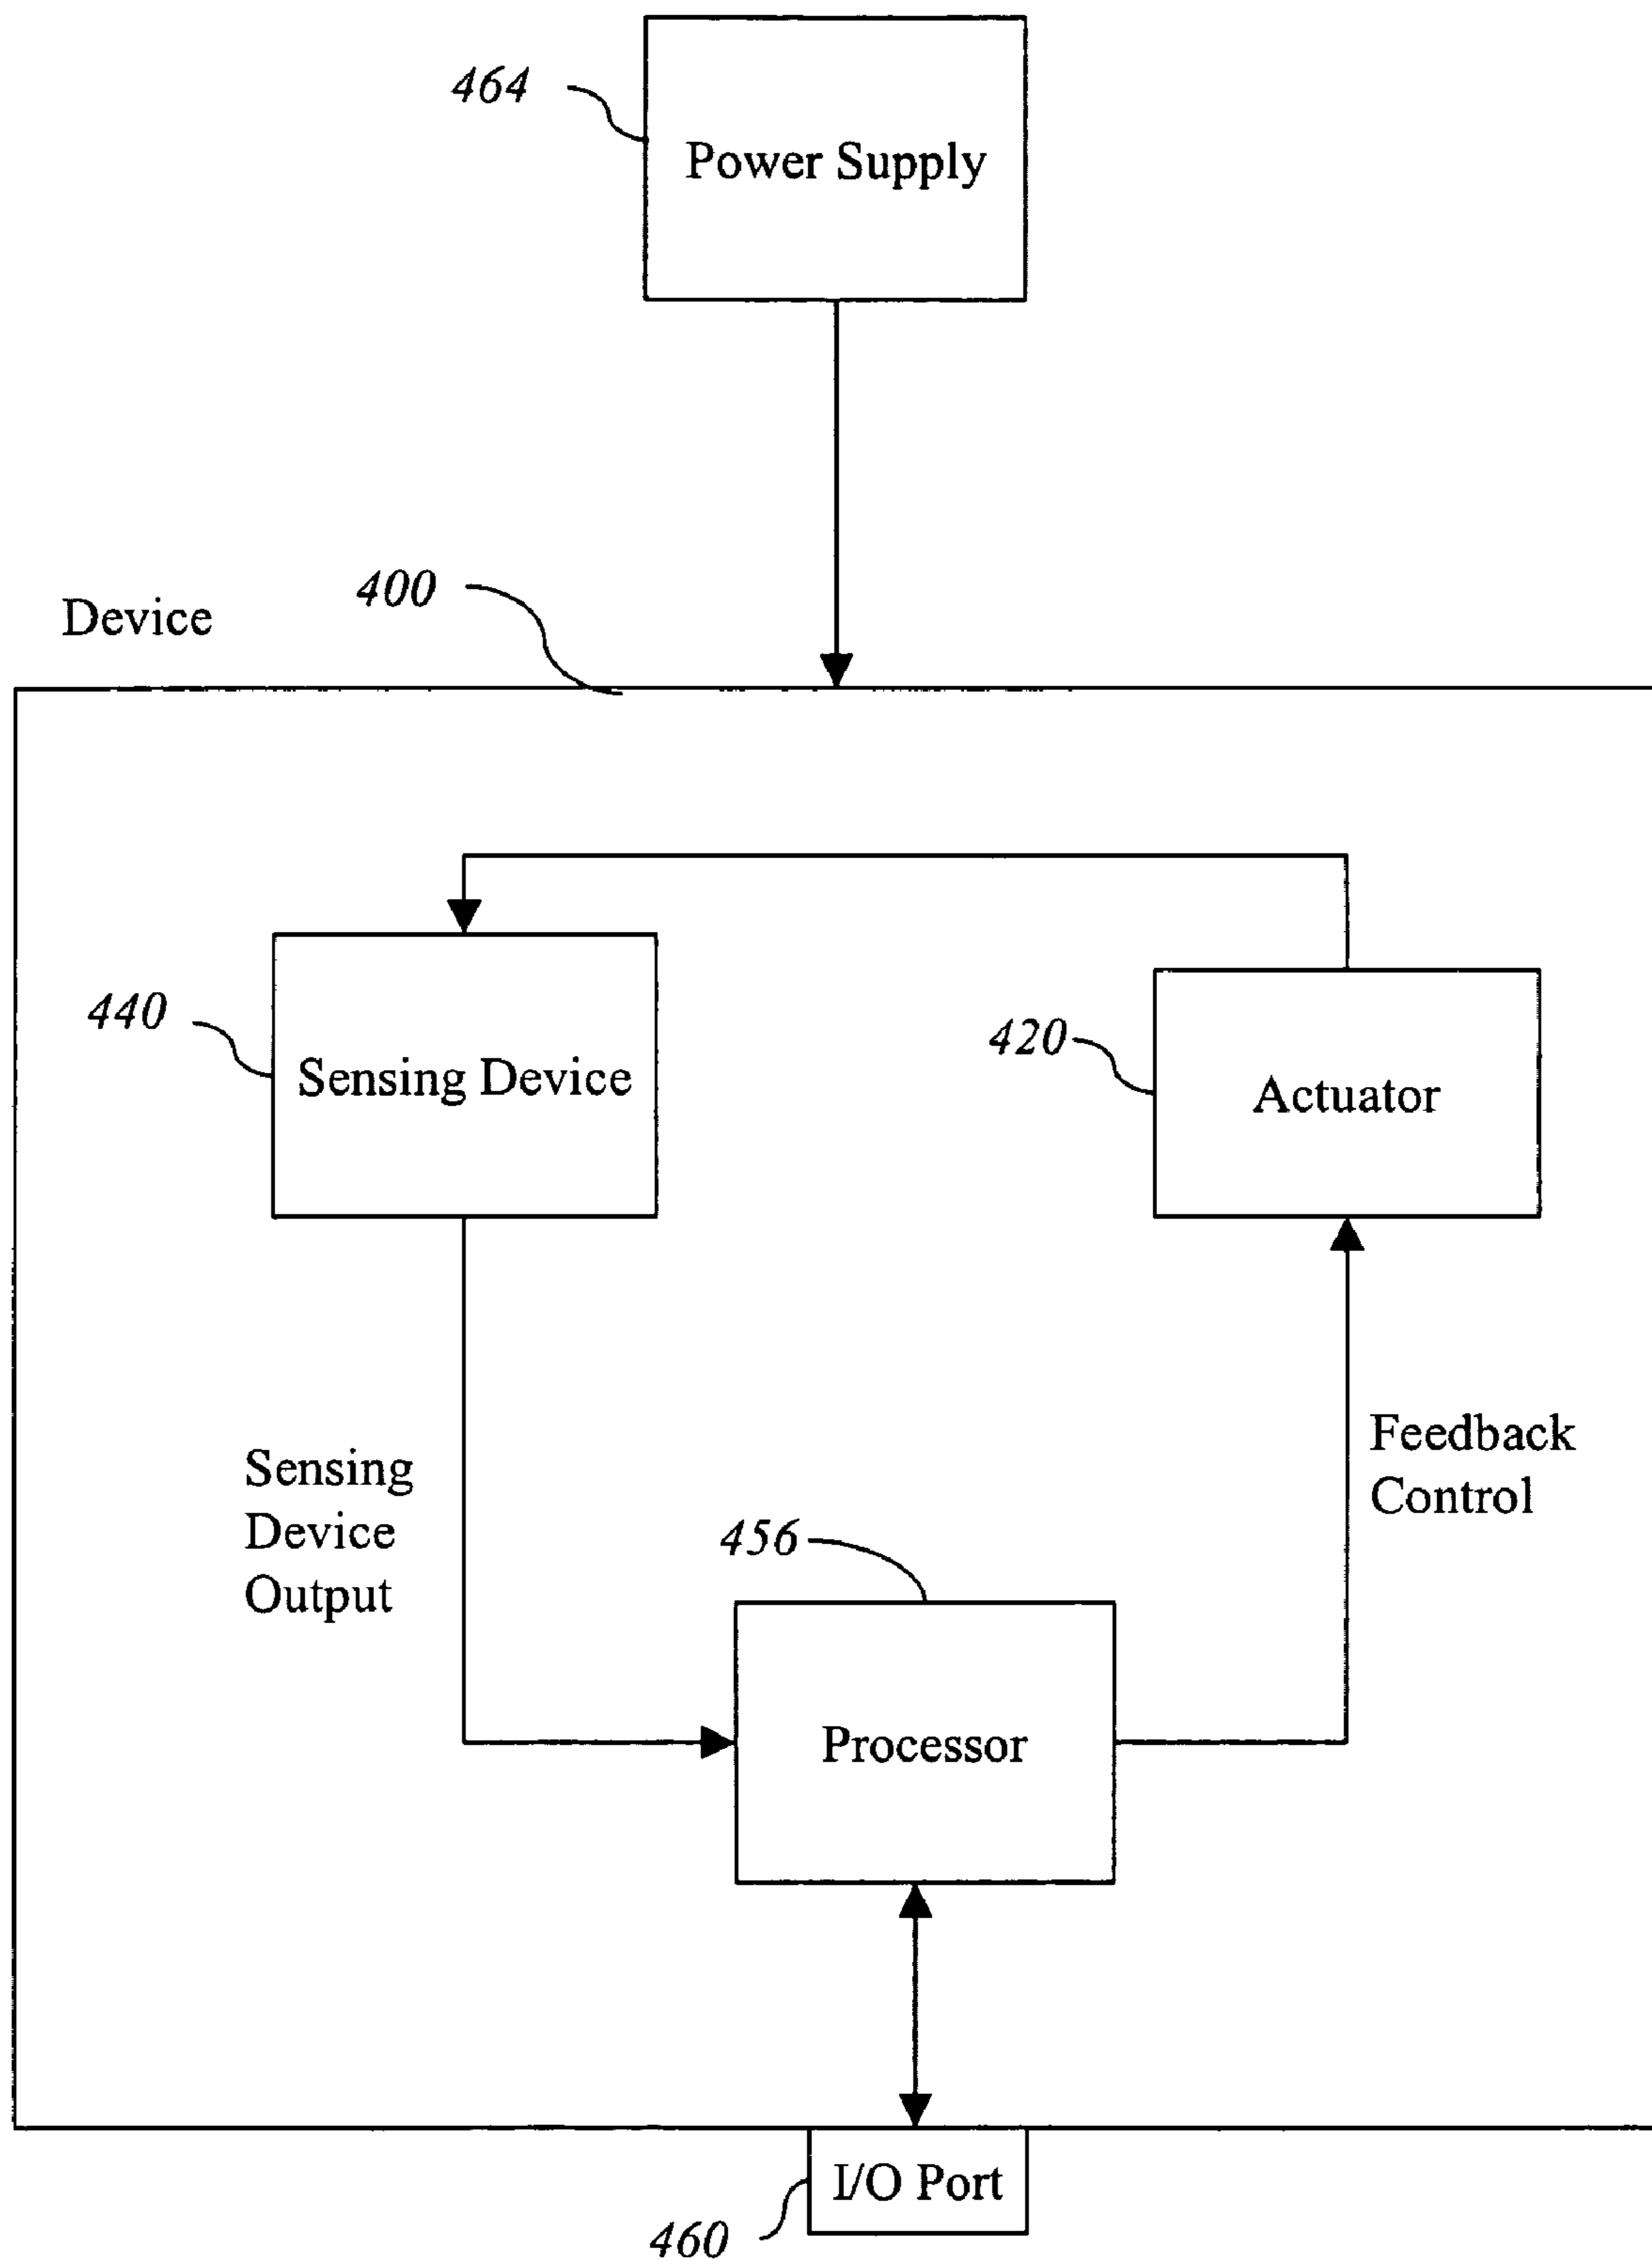 464
Power Supply
Device
400
440
Sensing Device
420
Actuator
Sensing
Device
Output
Feedback
Control
456
Processor
I/O Port
460